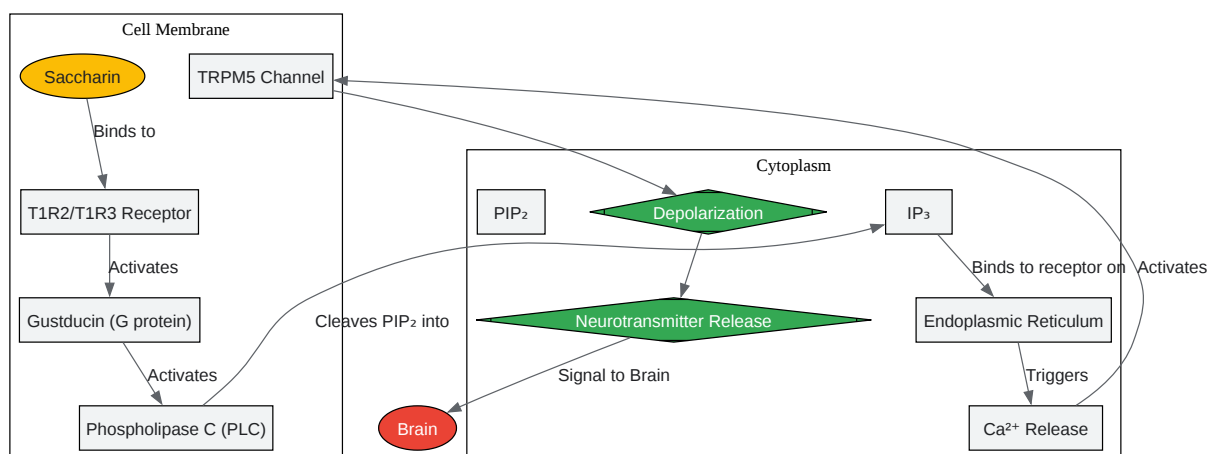 Cell Membrane
Saccharin
TRPM5 Channel
Binds to
Cytoplasm
T1R2/T1R3 Receptor
PIP₂
Depolarization
IP₃
Activates
Binds to receptor on
Activates
Gustducin (G protein)
Cleaves PIP₂ into
Neurotransmitter Release
Endoplasmic Reticulum
Activates
Signal to Brain
Triggers
Phospholipase C (PLC)
Brain
Ca²⁺ Release